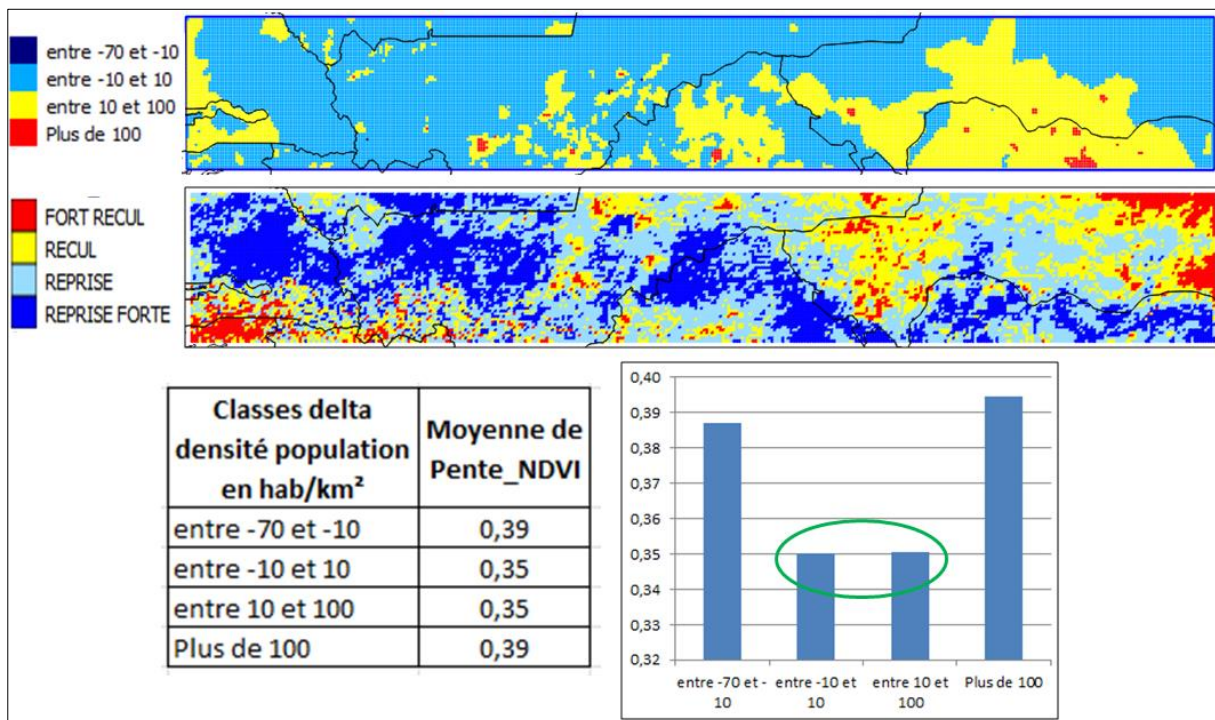 entre -70 et -10
entre -10 et 10
entre 10 et 100
Plus de 100
FORT RECUL
RECUL
REPRISE
REPRISE FORTE
Classes delta
densité population
en hab/km²
Moyenne de
Pente_NDVI
entre -70 et -10
0,39
entre -10 et 10
0,35
entre 10 et 100
0,35
Plus de 100
0,39
0,40
0,39
0,38
0,37
0,36
0,35
0,34
0,33
0,32
entre -70 et -
10
entre -10 et
10
entre 10 et
100
Plus de 100